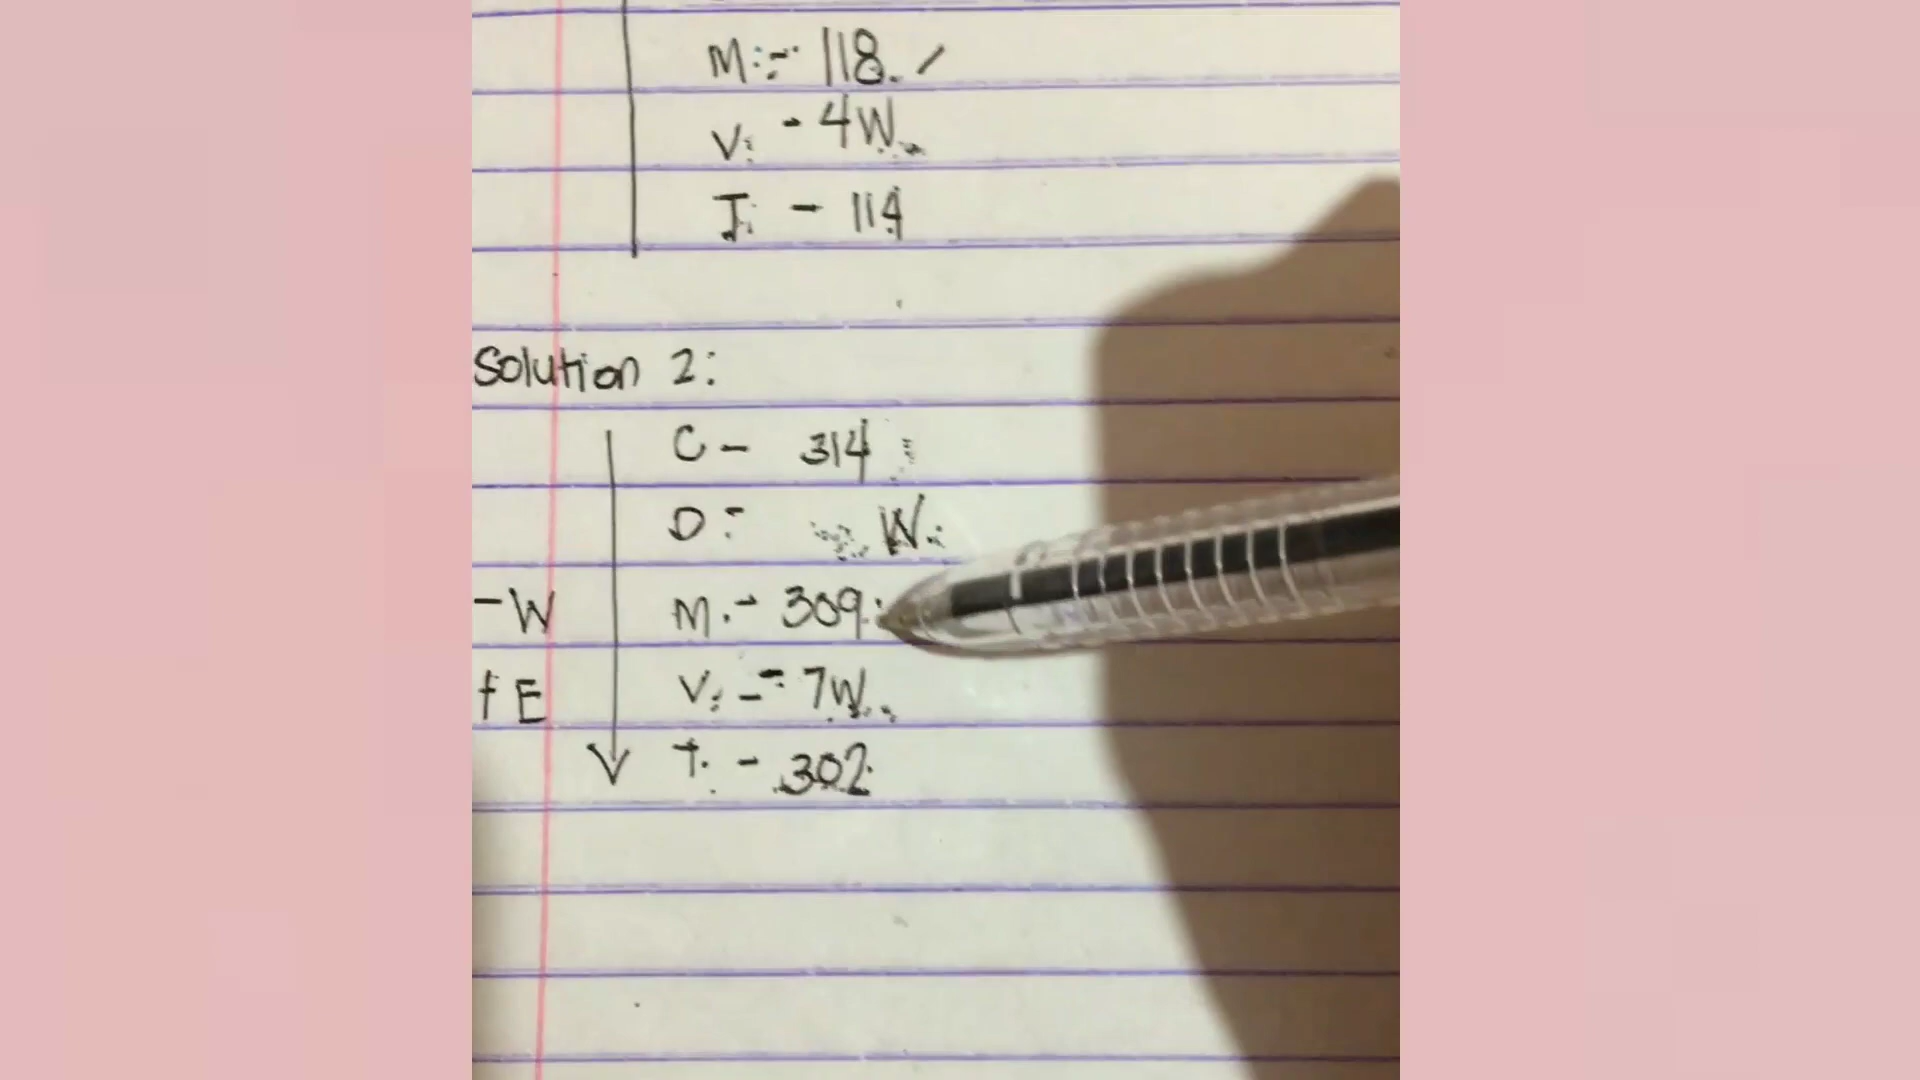 M:- 118.
V: - 4W
T: - 114
Solution 2:
C - 314
D: - W.
-W
M. - 309
+E
V: - 7W
T: - 302